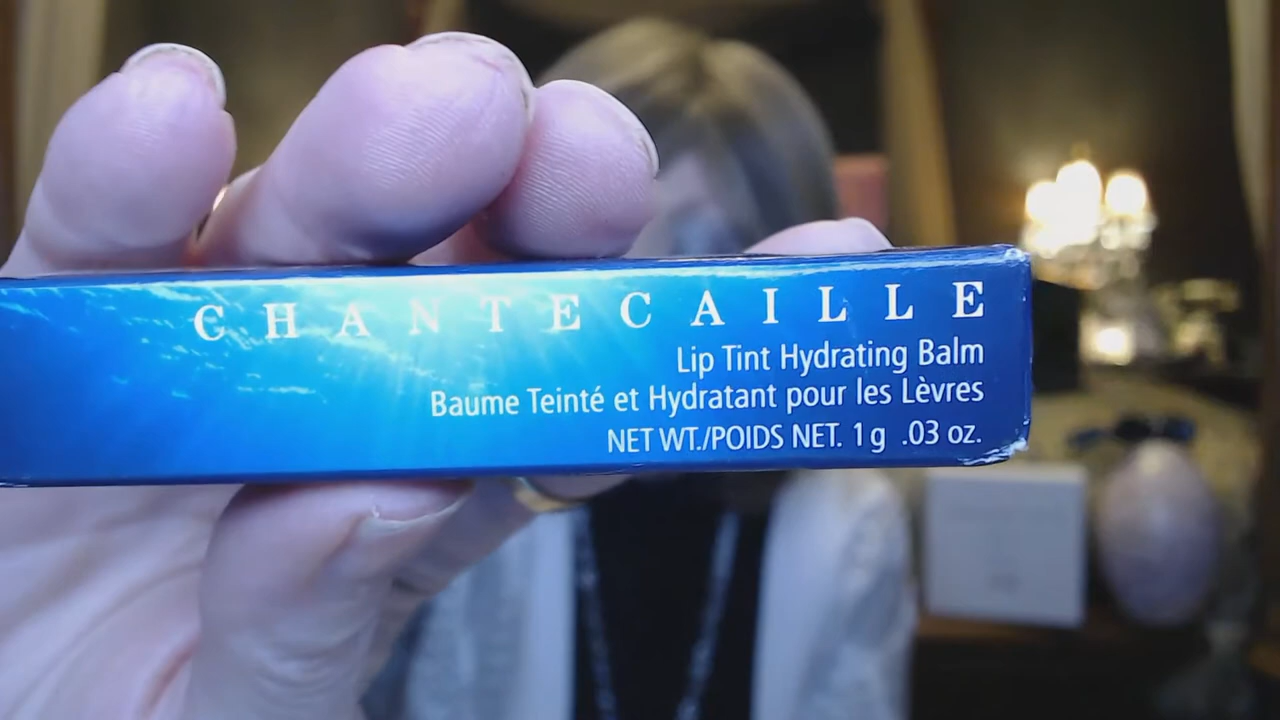 CHANTECAILLE
Lip Tint Hydrating Balm
Baume Teinté et Hydratant pour les Lèvres
NET WT./POIDS NET. 1g .03 oz.